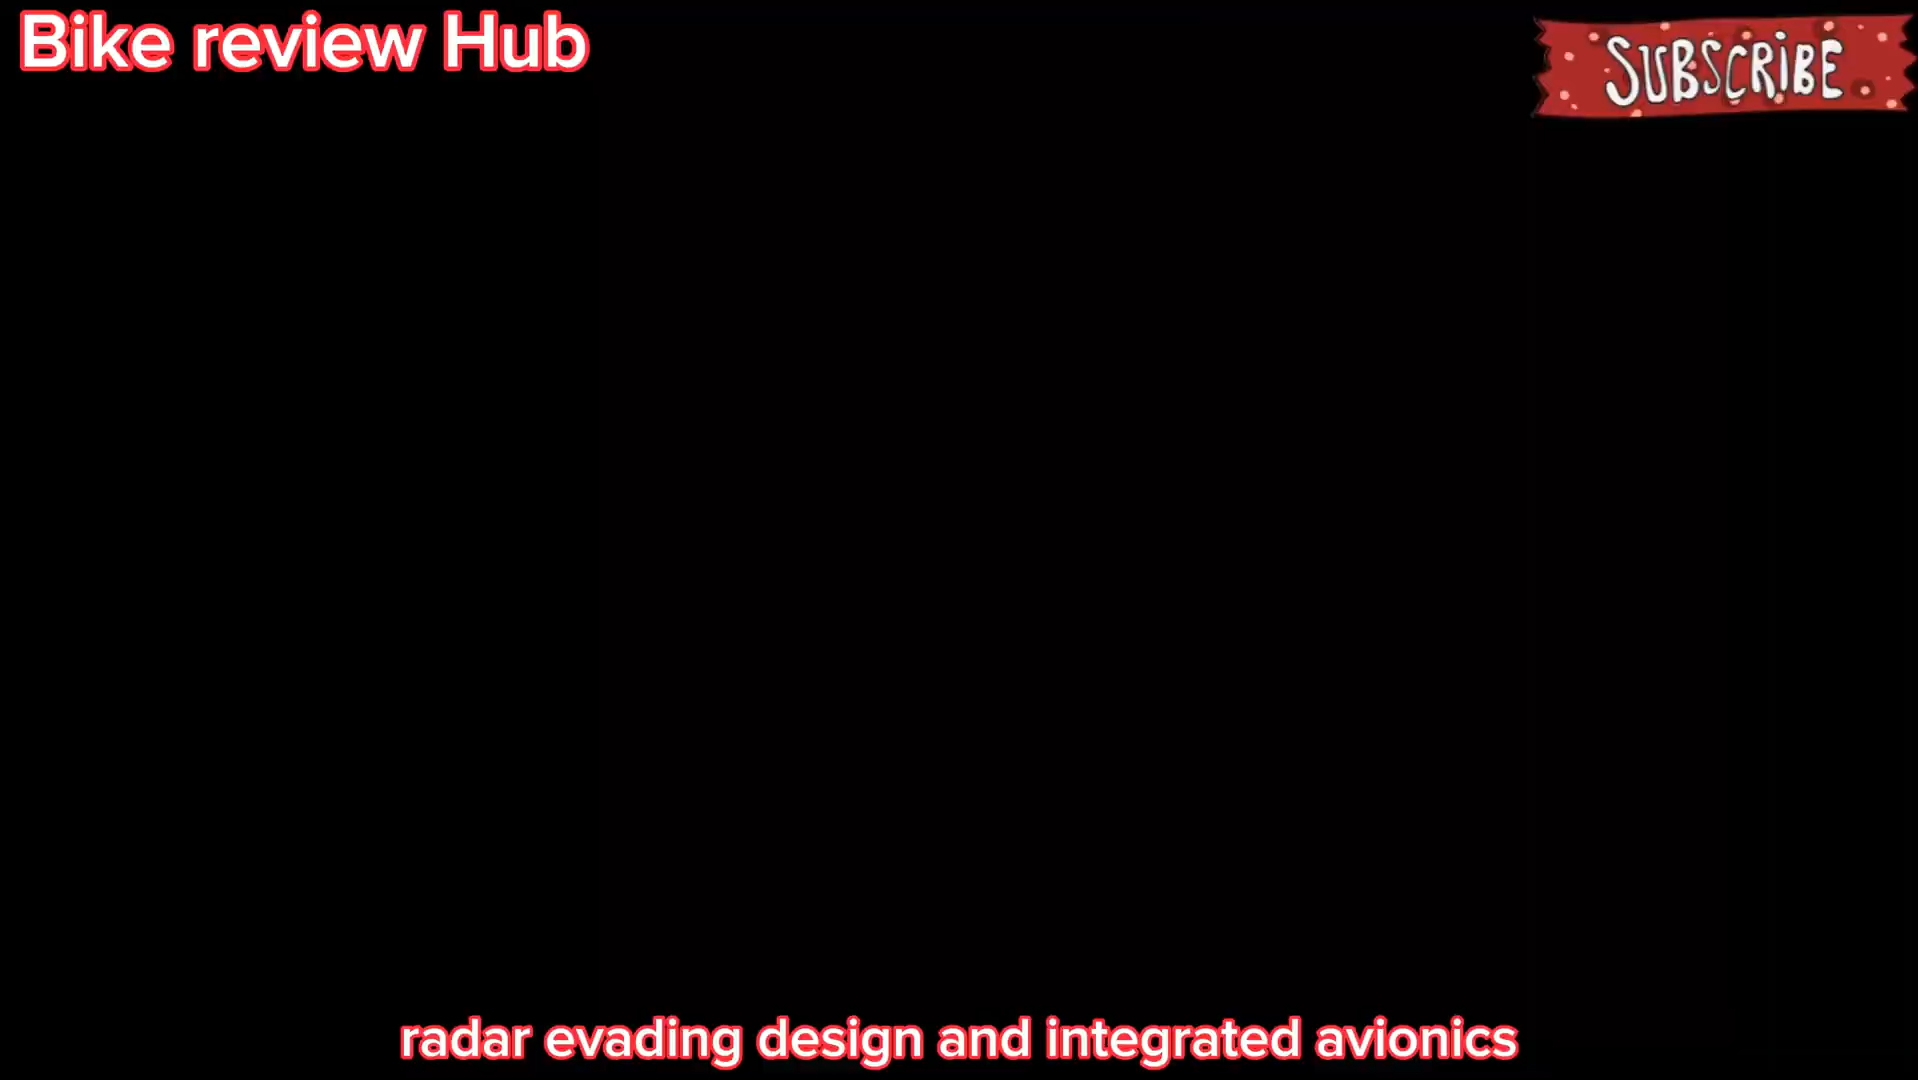 Bike review Hub
SUBSCRIBE
radar evading design and integrated avionics